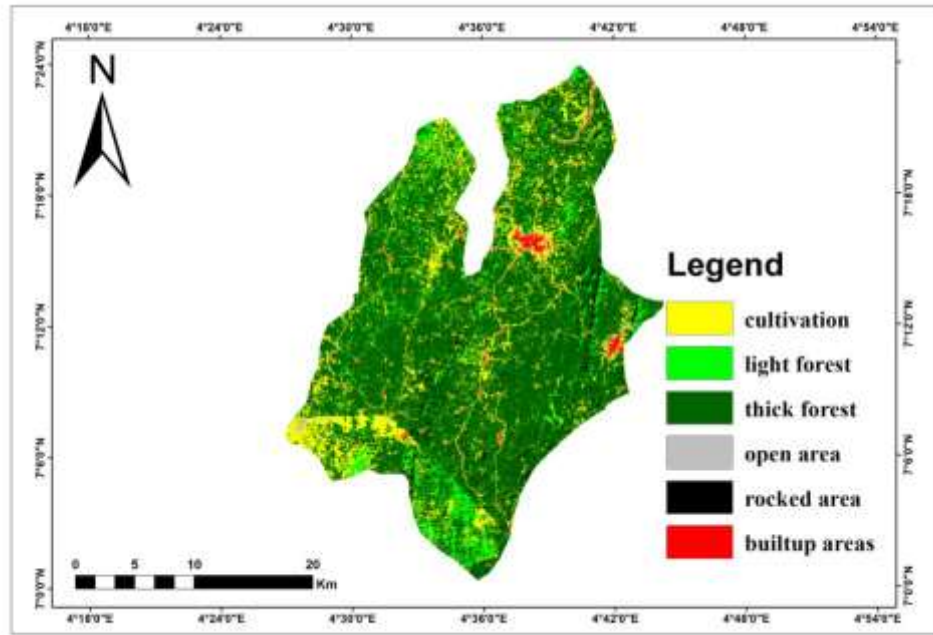 4°18'0"E 4°24'0"E 4°30'0"E 4°36'0"E 4°42'0"E 4°48'0"E 4°54'0"E
7°24'0"N
N
7°18'0"N 7°18'0"N
Legend
cultivation
7°12'0"N 7°12'0"N
light forest
thick forest
7°6'0"N 7°6'0"N
open area
rocked area
builtup areas
0 5 10 20
Km
7°0'0"N 7°0'0"N
4°18'0"E 4°24'0"E 4°30'0"E 4°36'0"E 4°42'0"E 4°48'0"E 4°54'0"E